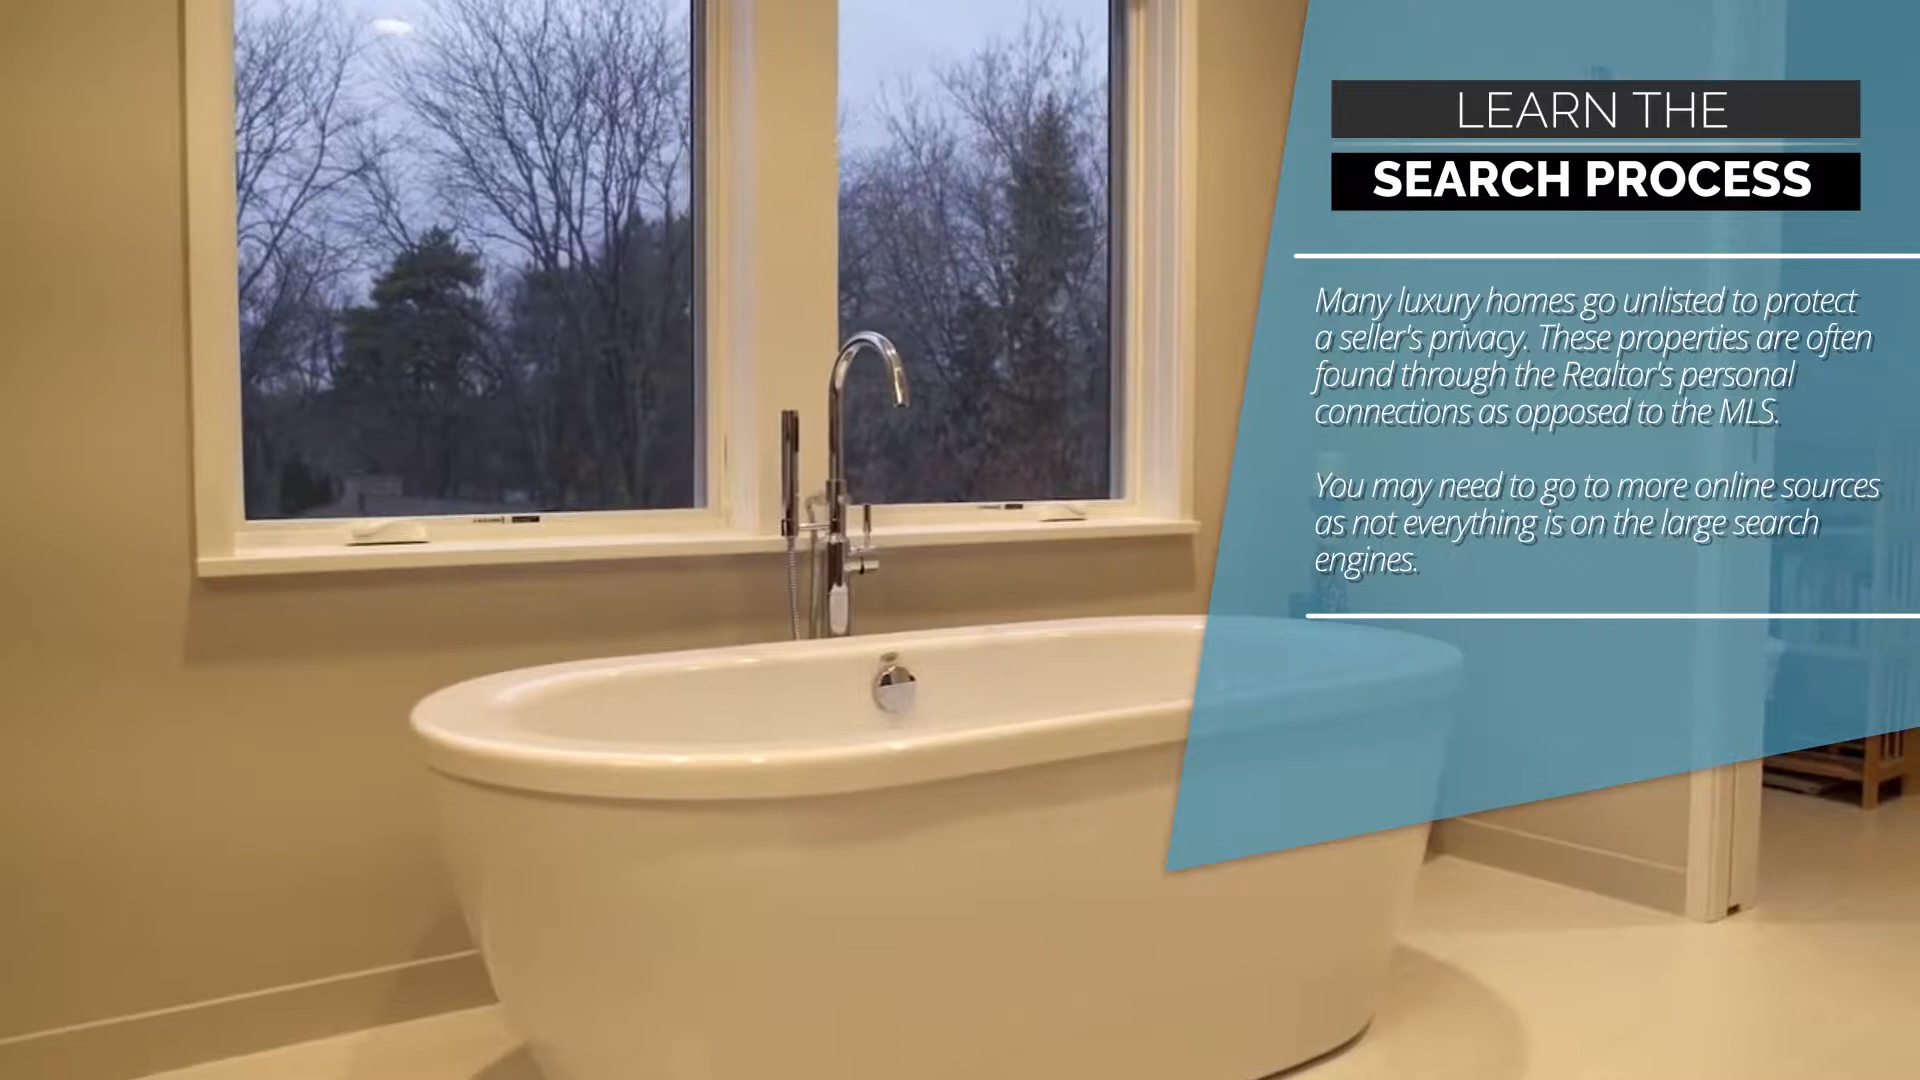 LEARN THE
SEARCH PROCESS
Many luxury homes go unlisted to protect
a seller's privacy. These properties are often
found through the Realtor's personal
connections as opposed to the MLS.
You may need to go to more online sources
as not everything is on the large search
engines.